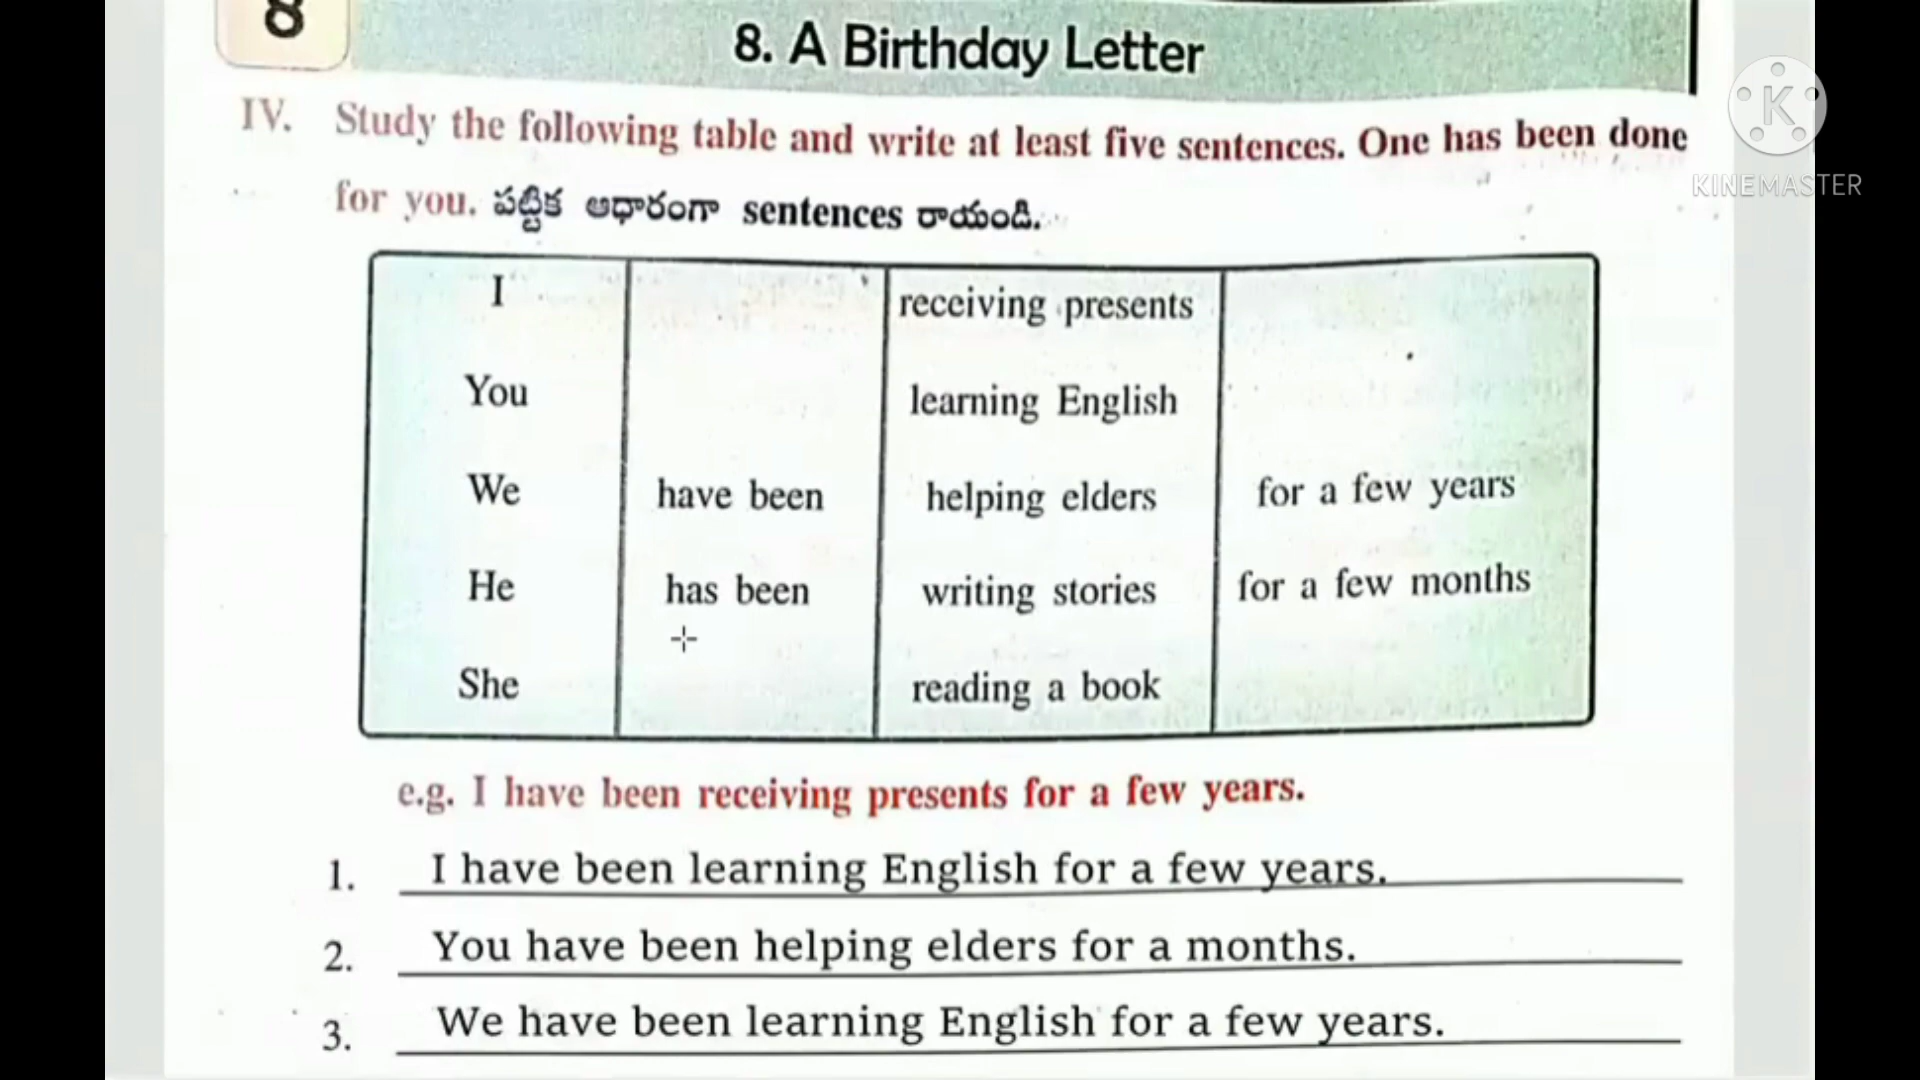 8
8. A Birthday Letter
K
KINEMASTER
IV. Study the following table and write at least five sentences. One has been done
for you. పట్టిక ఆధారంగా sentences రాయండి.
I receiving presents
You learning English
We have been helping elders for a few years
He has been writing stories for a few months
She reading a book
e.g. I have been receiving presents for a few years.
1. I have been learning English for a few years.
2. You have been helping elders for a months.
3. We have been learning English for a few years.